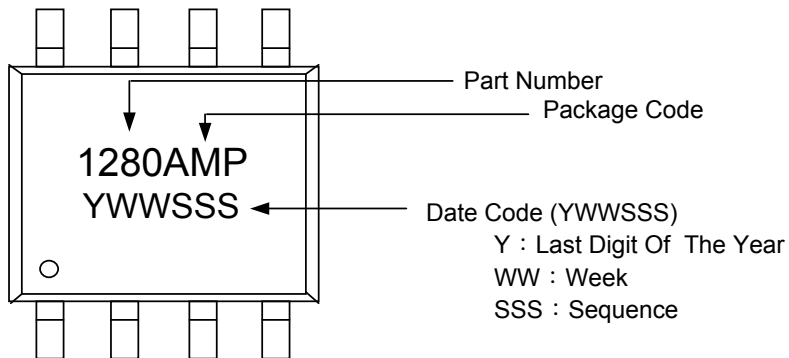 Part Number
Package Code
1280AMP
YWWSSS
Date Code (YWWSSS)
Y：Last Digit Of The Year
WW：Week
SSS：Sequence